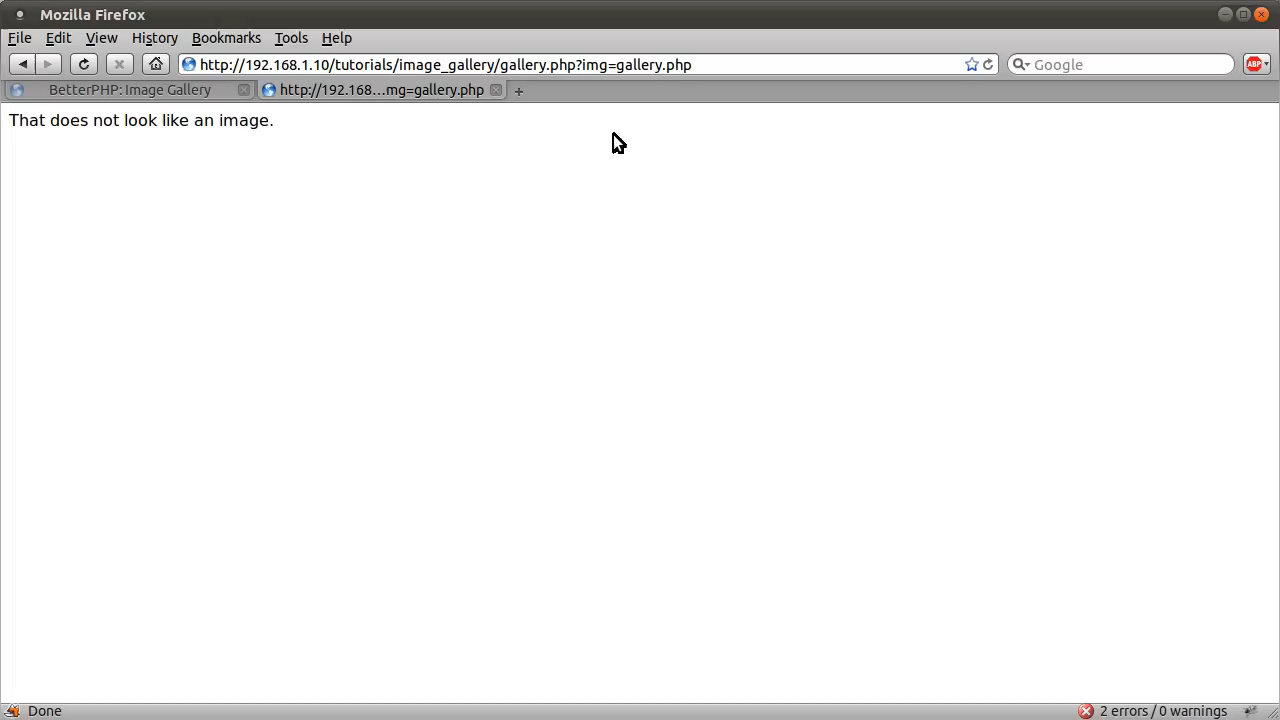 Mozilla Firefox
File Edit View History Bookmarks Tools Help
http://192.168.1.10/tutorials/image_gallery/gallery.php?img=gallery.php
Google
ABP
BetterPHP: Image Gallery
http://192.168...mg=gallery.php
That does not look like an image.
Done
2 errors / 0 warnings